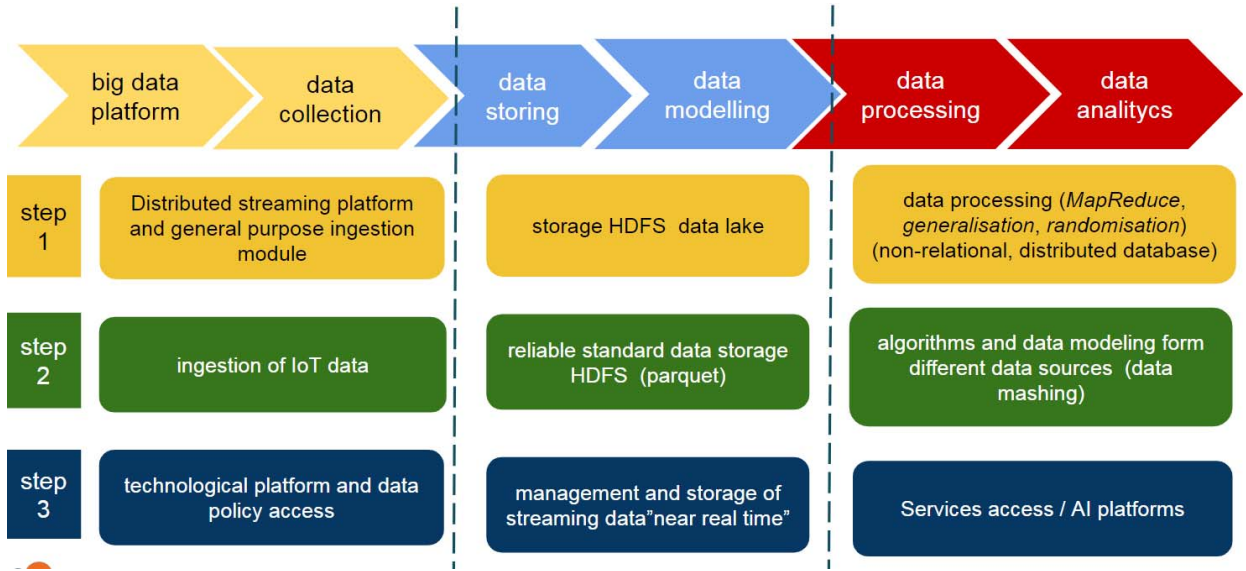 big data
platform
data
collection
data
storing
data
modelling
data
processing
data
analitycs
step
1
Distributed streaming platform
and general purpose ingestion
module
storage HDFS data lake
data processing (MapReduce,
generalisation, randomisation)
(non-relational, distributed database)
step
2
ingestion of IoT data
reliable standard data storage
HDFS (parquet)
algorithms and data modeling form
different data sources (data
mashing)
step
3
technological platform and data
policy access
management and storage of
streaming data”near real time”
Services access / AI platforms